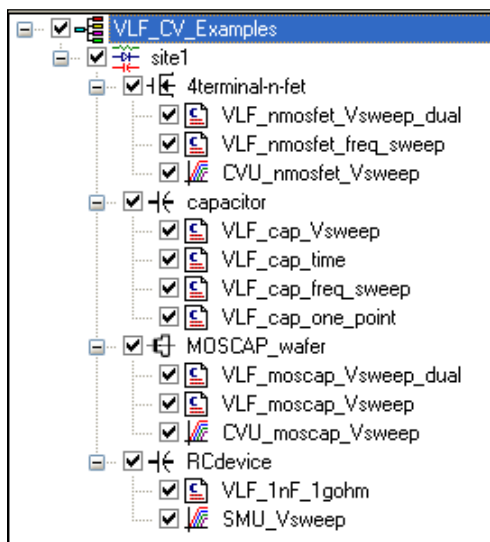 VLF_CV_Examples
site1
4terminal-n-fet
VLF_nmosfet_Vsweep_dual
VLF_nmosfet_freq_sweep
CVU_nmosfet_Vsweep
capacitor
VLF_cap_Vsweep
VLF_cap_time
VLF_cap_freq_sweep
VLF_cap_one_point
MOSCAP_wafer
VLF_moscap_Vsweep_dual
VLF_moscap_Vsweep
CVU_moscap_Vsweep
RCdevice
VLF_1nF_1gohm
SMU_Vsweep